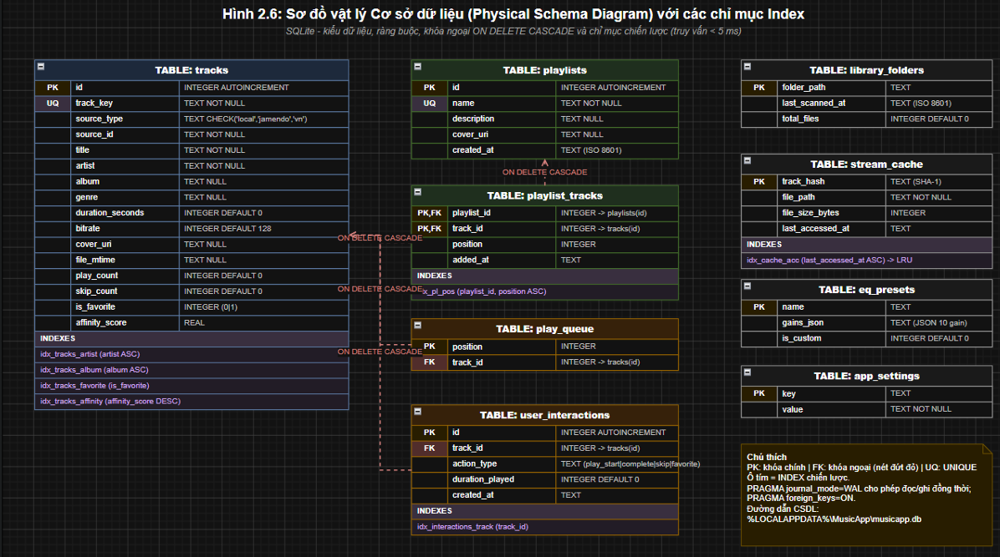 Hình 2.6: Sơ đồ vật lý Cơ sở dữ liệu (Physical Schema Diagram) với các chỉ mục Index
SQLite - kiểu dữ liệu, ràng buộc, khóa ngoại ON DELETE CASCADE và chỉ mục chiến lược (truy vấn < 5 ms)
TABLE: tracks
PK id INTEGER AUTOINCREMENT
UQ track_key TEXT NOT NULL
source_type TEXT CHECK('local','jamendo','vn')
source_id TEXT NOT NULL
title TEXT NOT NULL
artist TEXT NOT NULL
album TEXT NULL
genre TEXT NULL
duration_seconds INTEGER DEFAULT 0
bitrate INTEGER DEFAULT 128
cover_uri TEXT NULL
file_mtime TEXT NULL
play_count INTEGER DEFAULT 0
skip_count INTEGER DEFAULT 0
is_favorite INTEGER (0|1)
affinity_score REAL
INDEXES
idx_tracks_artist (artist ASC)
idx_tracks_album (album ASC)
idx_tracks_favorite (is_favorite)
idx_tracks_affinity (affinity_score DESC)
ON DELETE CASCADE
ON DELETE CASCADE
ON DELETE CASCADE
TABLE: playlists
PK id INTEGER AUTOINCREMENT
UQ name TEXT NOT NULL
description TEXT NULL
cover_uri TEXT NULL
created_at TEXT (ISO 8601)
ON DELETE CASCADE
TABLE: playlist_tracks
PK,FK playlist_id INTEGER -> playlists(id)
PK,FK track_id INTEGER -> tracks(id)
position INTEGER
added_at TEXT
INDEXES
x_pl_pos (playlist_id, position ASC)
TABLE: play_queue
PK position INTEGER
FK track_id INTEGER -> tracks(id)
TABLE: user_interactions
PK id INTEGER AUTOINCREMENT
FK track_id INTEGER -> tracks(id)
action_type TEXT (play_start|complete|skip|favorite)
duration_played INTEGER DEFAULT 0
created_at TEXT
INDEXES
idx_interactions_track (track_id)
TABLE: library_folders
PK folder_path TEXT
last_scanned_at TEXT (ISO 8601)
total_files INTEGER DEFAULT 0
TABLE: stream_cache
PK track_hash TEXT (SHA-1)
file_path TEXT NOT NULL
file_size_bytes INTEGER
last_accessed_at TEXT
INDEXES
idx_cache_acc (last_accessed_at ASC) -> LRU
TABLE: eq_presets
PK name TEXT
gains_json TEXT (JSON 10 gain)
is_custom INTEGER DEFAULT 0
TABLE: app_settings
PK key TEXT
value TEXT NOT NULL
Chú thích
PK: khóa chính | FK: khóa ngoại (nét đứt đỏ) | UQ: UNIQUE
Ô tím = INDEX chiến lược.
PRAGMA journal_mode=WAL cho phép đọc/ghi đồng thời;
PRAGMA foreign_keys=ON.
Đường dẫn CSDL:
%LOCALAPPDATA%\MusicApp\musicapp.db